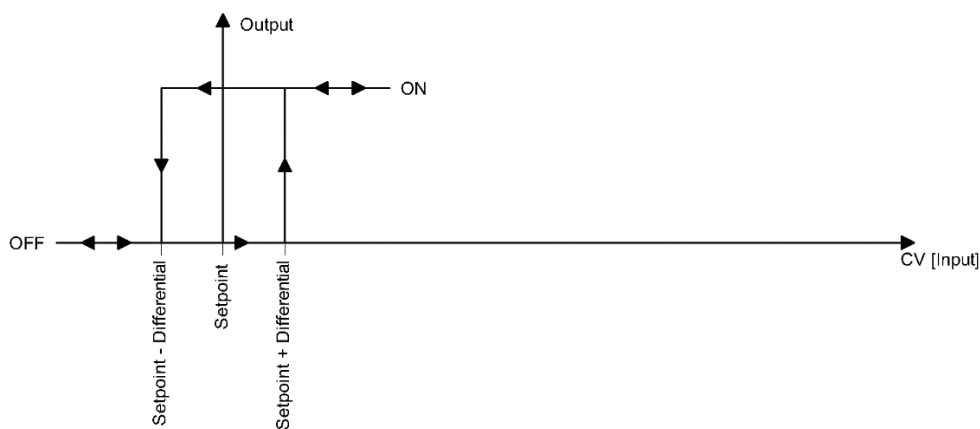 Output
ON
OFF
CV [Input]
Setpoint - Differential
Setpoint
Setpoint + Differential